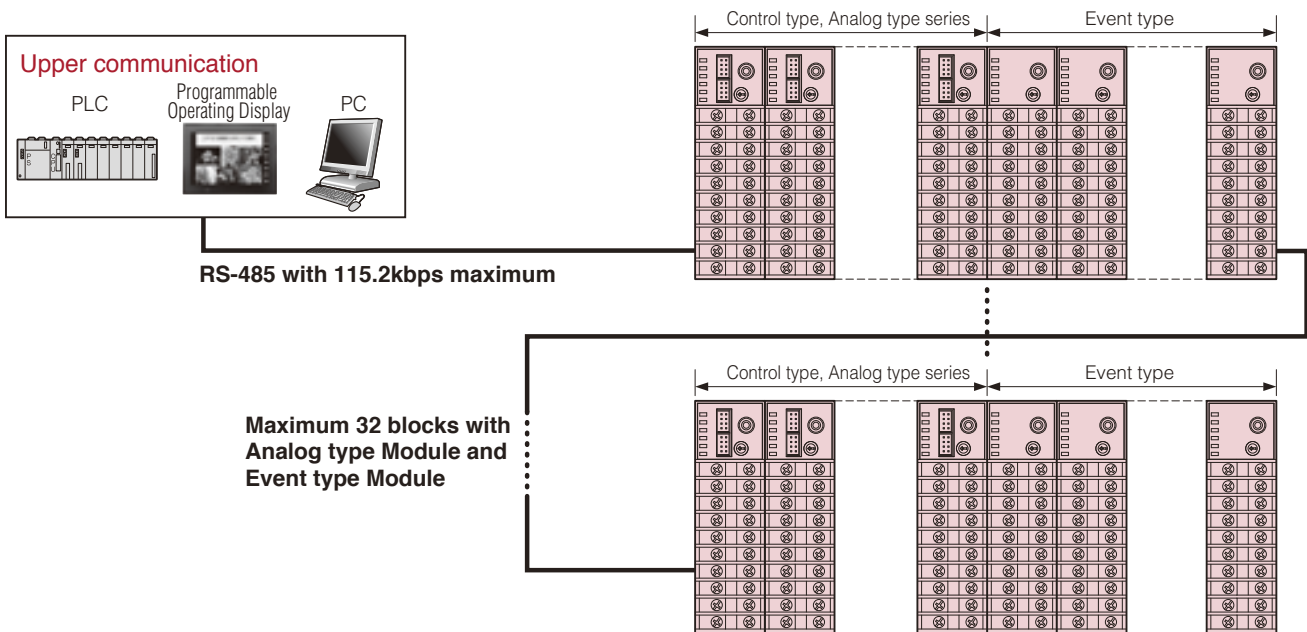 Control type, Analog type series
Event type
Upper communication
PLC
Programmable
Operating Display
PC
RS-485 with 115.2kbps maximum
Control type, Analog type series
Event type
Maximum 32 blocks with
Analog type Module and
Event type Module